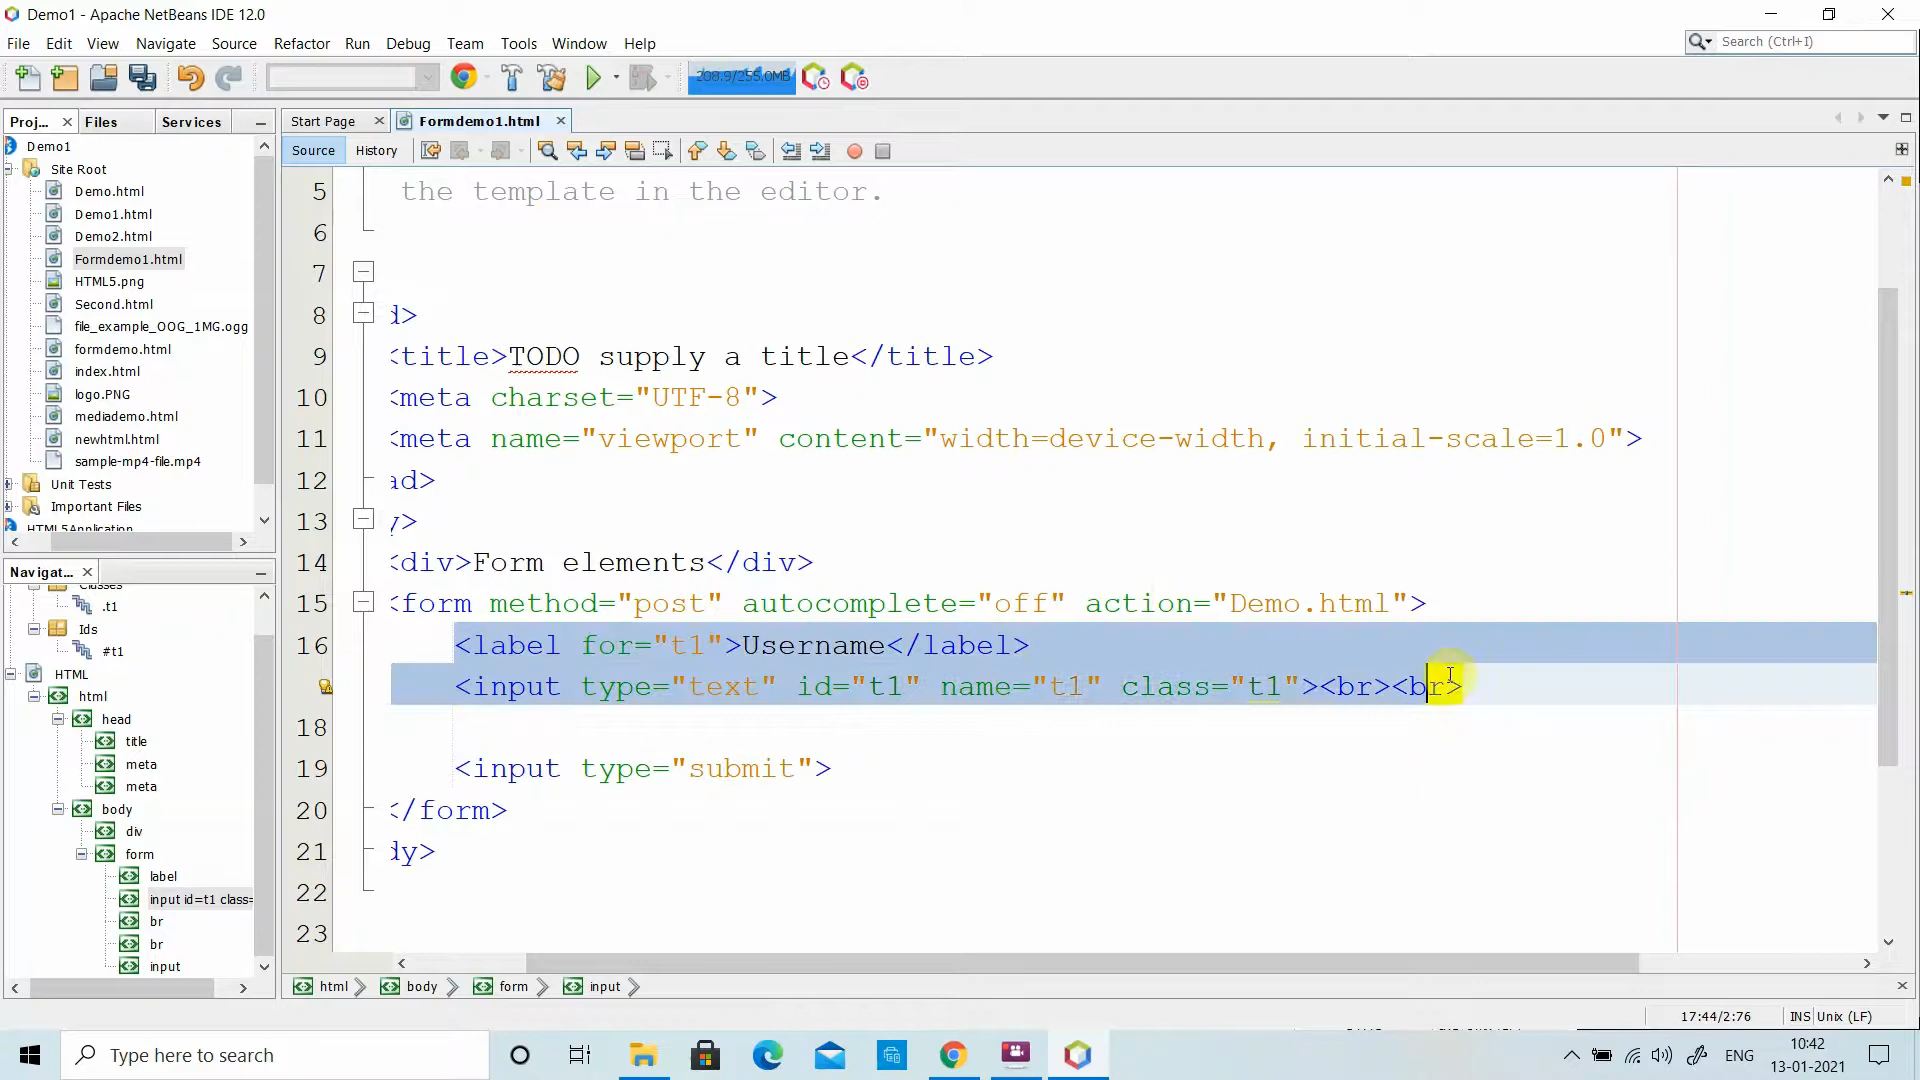 Demo1 - Apache NetBeans IDE 12.0
File Edit View Navigate Source Refactor Run Debug Team Tools Window Help
Search (Ctrl+I)
208.9/255.0MB
Proj... Files Services
Start Page Formdemo1.html
Source History
Demo1
Site Root
Demo.html
Demo1.html
Demo2.html
Formdemo1.html
HTML5.png
Second.html
file_example_OOG_1MG.ogg
formdemo.html
index.html
logo.PNG
mediademo.html
newhtml.html
sample-mp4-file.mp4
Unit Tests
Important Files
HTML5Application
Navigat...
Classes
.t1
Ids
#t1
HTML
html
head
title
meta
meta
body
div
form
label
input id=t1 class=
br
br
input
5 the template in the editor.
6
7
8 d>
9 <title>TODO supply a title</title>
10 <meta charset="UTF-8">
11 <meta name="viewport" content="width=device-width, initial-scale=1.0">
12 ad>
13 y>
14 <div>Form elements</div>
15 <form method="post" autocomplete="off" action="Demo.html">
16 <label for="t1">Username</label>
<input type="text" id="t1" name="t1" class="t1"><br><br>
18
19 <input type="submit">
20 </form>
21 dy>
22
23
html body form input
17:44/2:76 INS Unix (LF)
Type here to search
ENG
10:42
13-01-2021